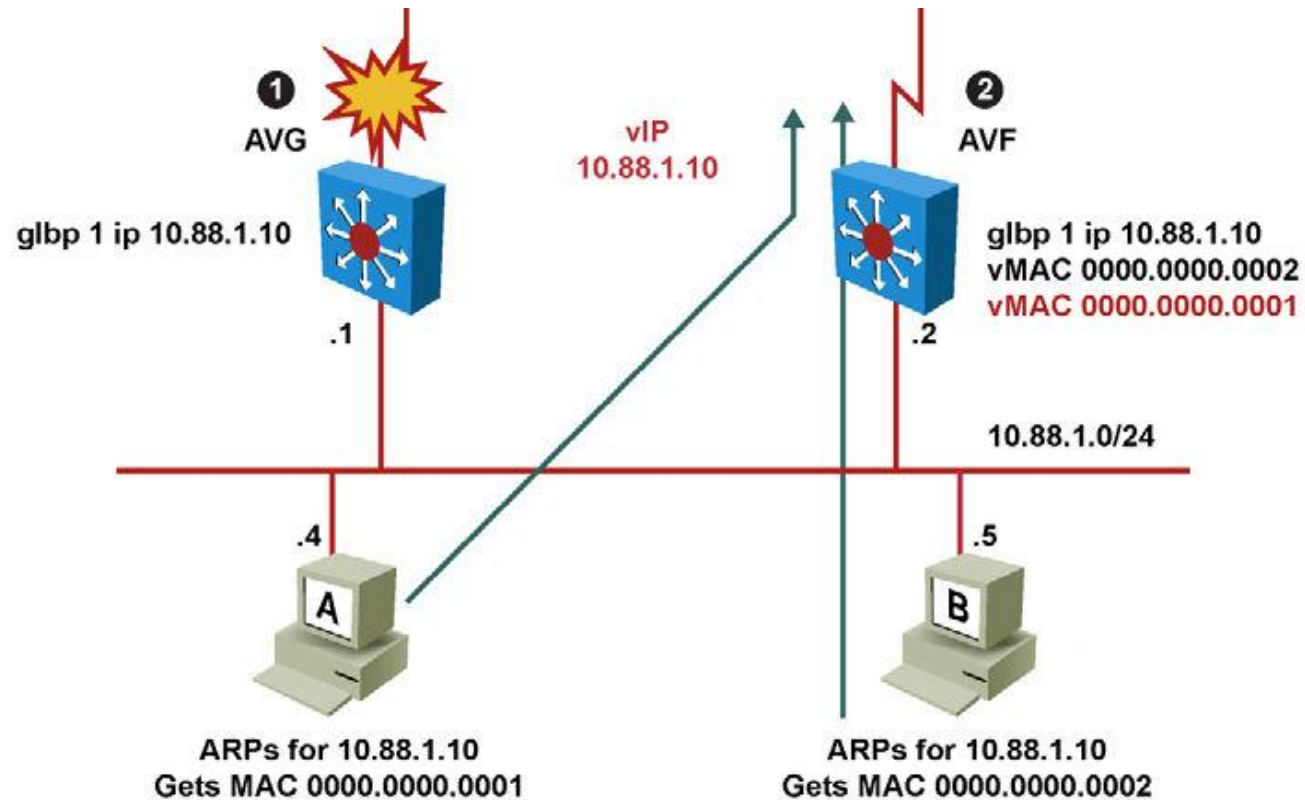 1
AVG
vIP
10.88.1.10
2
AVF
glbp 1 ip 10.88.1.10
glbp 1 ip 10.88.1.10
vMAC 0000.0000.0002
vMAC 0000.0000.0001
.1
.2
10.88.1.0/24
.4
.5
A
B
ARPs for 10.88.1.10
Gets MAC 0000.0000.0001
ARPs for 10.88.1.10
Gets MAC 0000.0000.0002